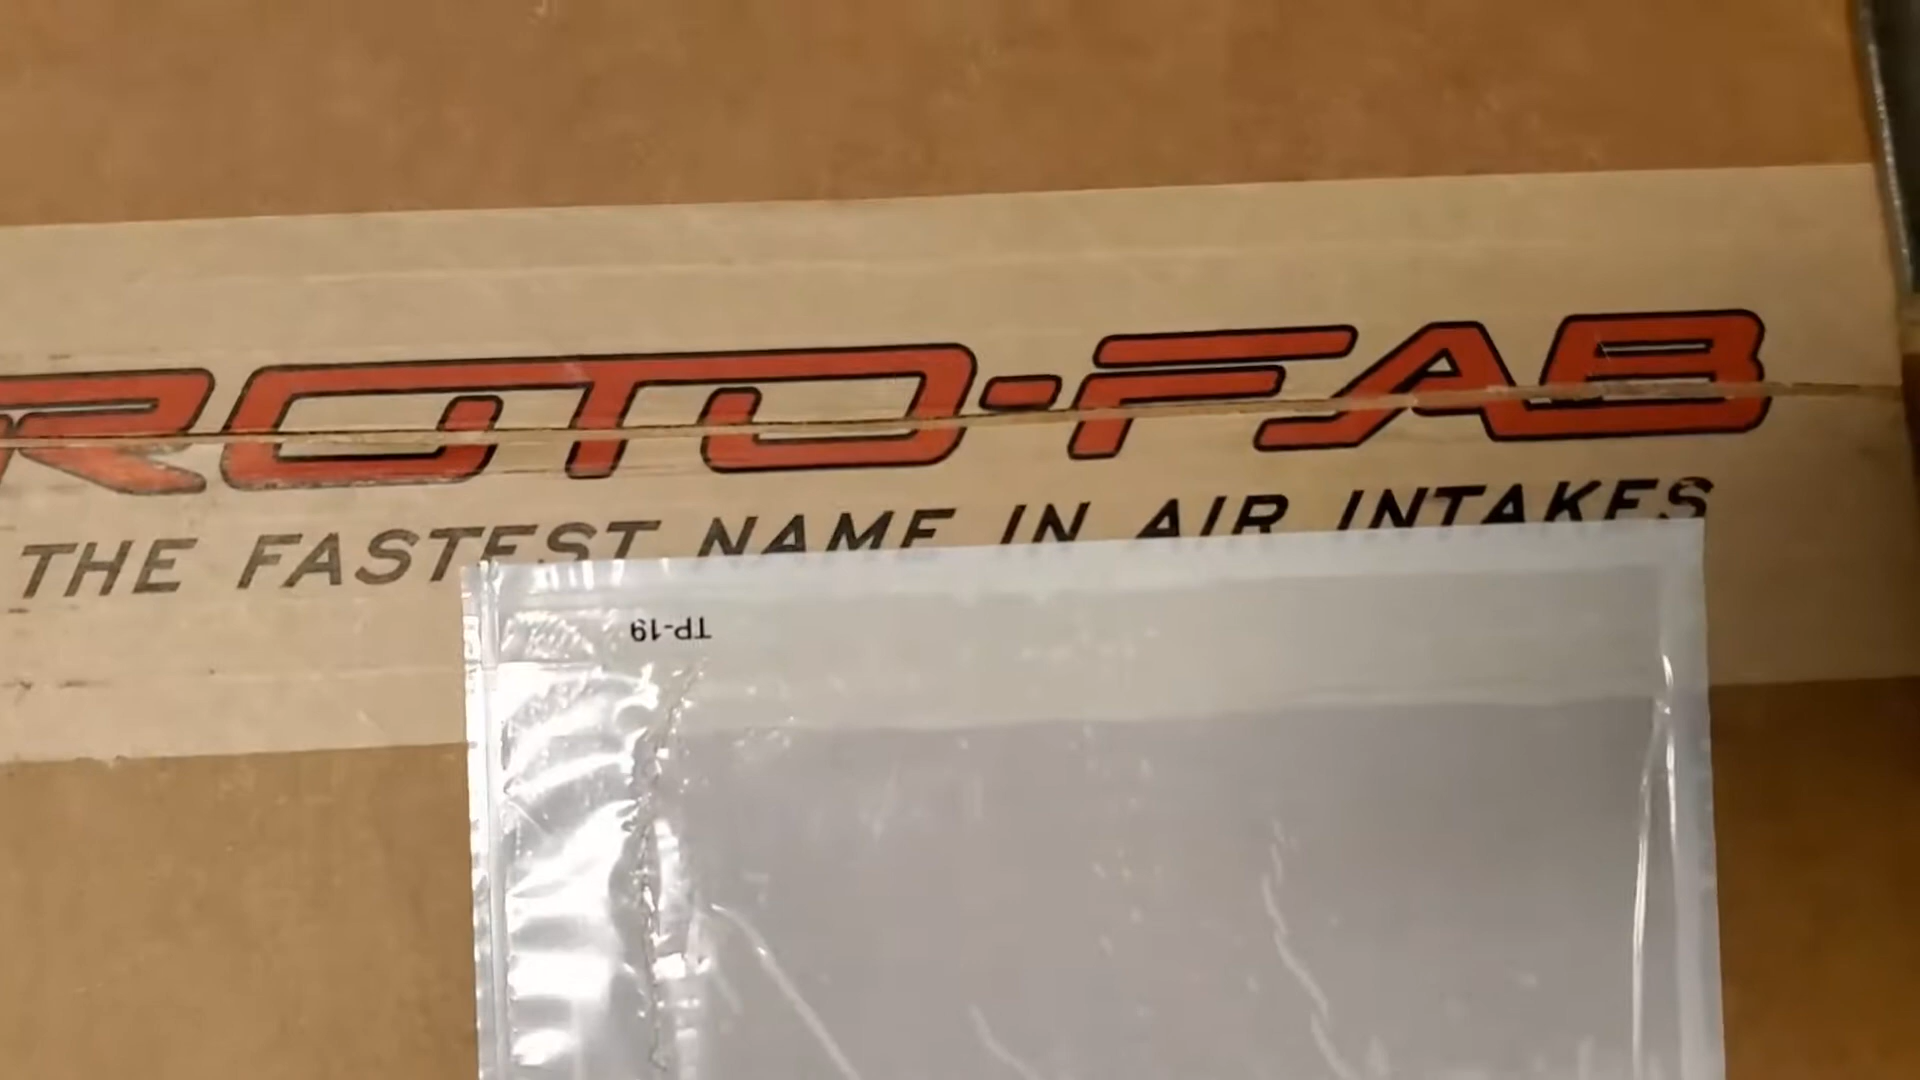 ROTO-FAB
THE FASTEST NAME IN AIR INTAKES
TP-19